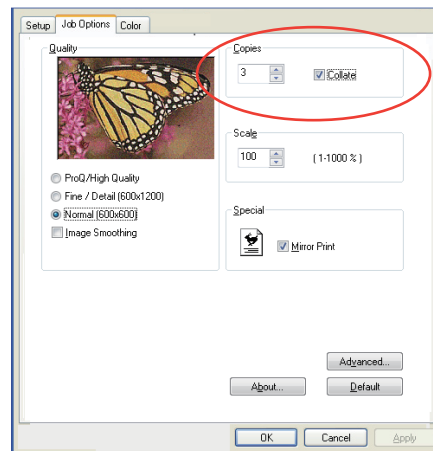 Setup Job Options Color
Quality
ProQ/High Quality
Fine / Detail (600x1200)
Normal (600x600)
Image Smoothing
Copies
3 Collate
Scale
100 (1-1000 %)
Special
Mirror Print
Advanced...
About... Default
OK Cancel Apply